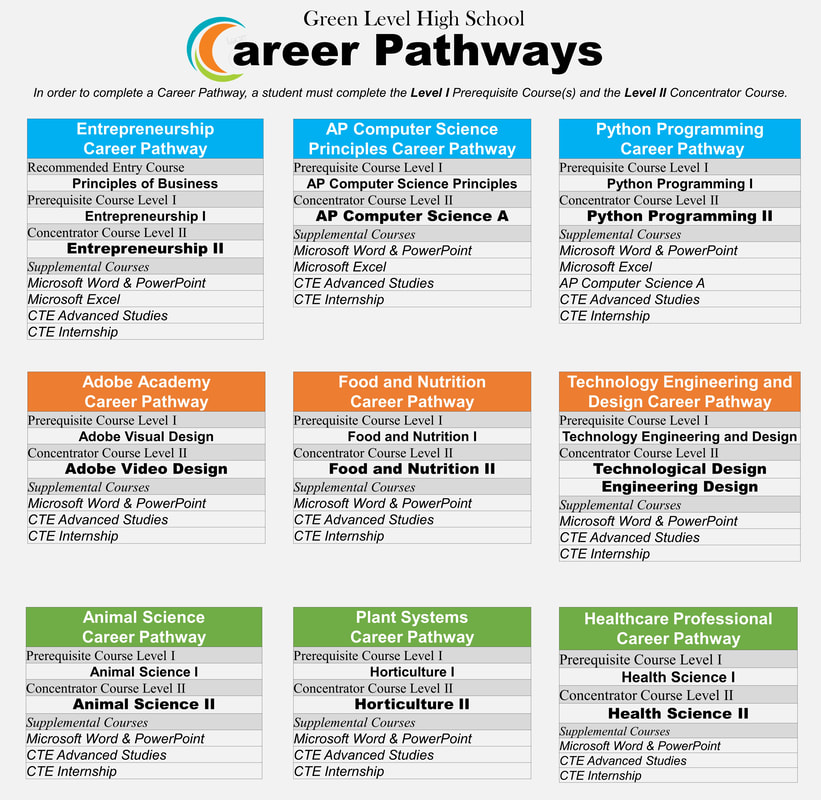 Green Level High School
Career Pathways
In order to complete a Career Pathway, a student must complete the Level I Prerequisite Course(s) and the Level II Concentrator Course.
Entrepreneurship
Career Pathway
Recommended Entry Course
Principles of Business
Prerequisite Course Level I
Entrepreneurship I
Concentrator Course Level II
Entrepreneurship II
Supplemental Courses
Microsoft Word & PowerPoint
Microsoft Excel
CTE Advanced Studies
CTE Internship
AP Computer Science
Principles Career Pathway
Prerequisite Course Level I
AP Computer Science Principles
Concentrator Course Level II
AP Computer Science A
Supplemental Courses
Microsoft Word & PowerPoint
Microsoft Excel
CTE Advanced Studies
CTE Internship
Python Programming
Career Pathway
Prerequisite Course Level I
Python Programming I
Concentrator Course Level II
Python Programming II
Supplemental Courses
Microsoft Word & PowerPoint
Microsoft Excel
AP Computer Science A
CTE Advanced Studies
CTE Internship
Adobe Academy
Career Pathway
Prerequisite Course Level I
Adobe Visual Design
Concentrator Course Level II
Adobe Video Design
Supplemental Courses
Microsoft Word & PowerPoint
CTE Advanced Studies
CTE Internship
Food and Nutrition
Career Pathway
Prerequisite Course Level I
Food and Nutrition I
Concentrator Course Level II
Food and Nutrition II
Supplemental Courses
Microsoft Word & PowerPoint
CTE Advanced Studies
CTE Internship
Technology Engineering and
Design Career Pathway
Prerequisite Course Level I
Technology Engineering and Design
Concentrator Course Level II
Technological Design
Engineering Design
Supplemental Courses
Microsoft Word & PowerPoint
CTE Advanced Studies
CTE Internship
Animal Science
Career Pathway
Prerequisite Course Level I
Animal Science I
Concentrator Course Level II
Animal Science II
Supplemental Courses
Microsoft Word & PowerPoint
CTE Advanced Studies
CTE Internship
Plant Systems
Career Pathway
Prerequisite Course Level I
Horticulture I
Concentrator Course Level II
Horticulture II
Supplemental Courses
Microsoft Word & PowerPoint
CTE Advanced Studies
CTE Internship
Healthcare Professional
Career Pathway
Prerequisite Course Level I
Health Science I
Concentrator Course Level II
Health Science II
Supplemental Courses
Microsoft Word & PowerPoint
CTE Advanced Studies
CTE Internship